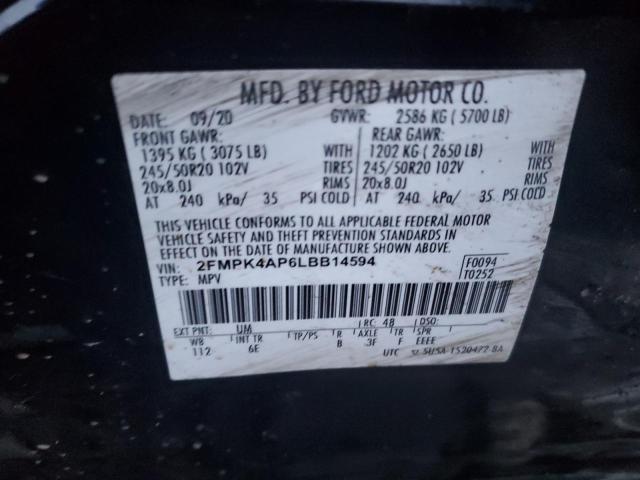 MFD. BY FORD MOTOR CO.
DATE: 09/20 GVWR: 2586 KG ( 5700 LB)
FRONT GAWR: REAR GAWR:
1395 KG ( 3075 LB) WITH 1202 KG ( 2650 LB)
245/50R20 102V TIRES 245/50R20 102V
20x8.0J RIMS 20x8.0J
AT 240 kPa/ 35 PSI COLD AT 240 kPa/ 35 PSI COLD
THIS VEHICLE CONFORMS TO ALL APPLICABLE FEDERAL MOTOR
VEHICLE SAFETY AND THEFT PREVENTION STANDARDS IN
EFFECT ON THE DATE OF MANUFACTURE SHOWN ABOVE.
VIN: 2FMPK4AP6LBB14594 F0094
TYPE: MPV T0252
EXT PNT: UM RC: 48 DSO:
WB INT TR TP/PS R AXLE TR SPR
112 6E B 3F F EEEE
UTC